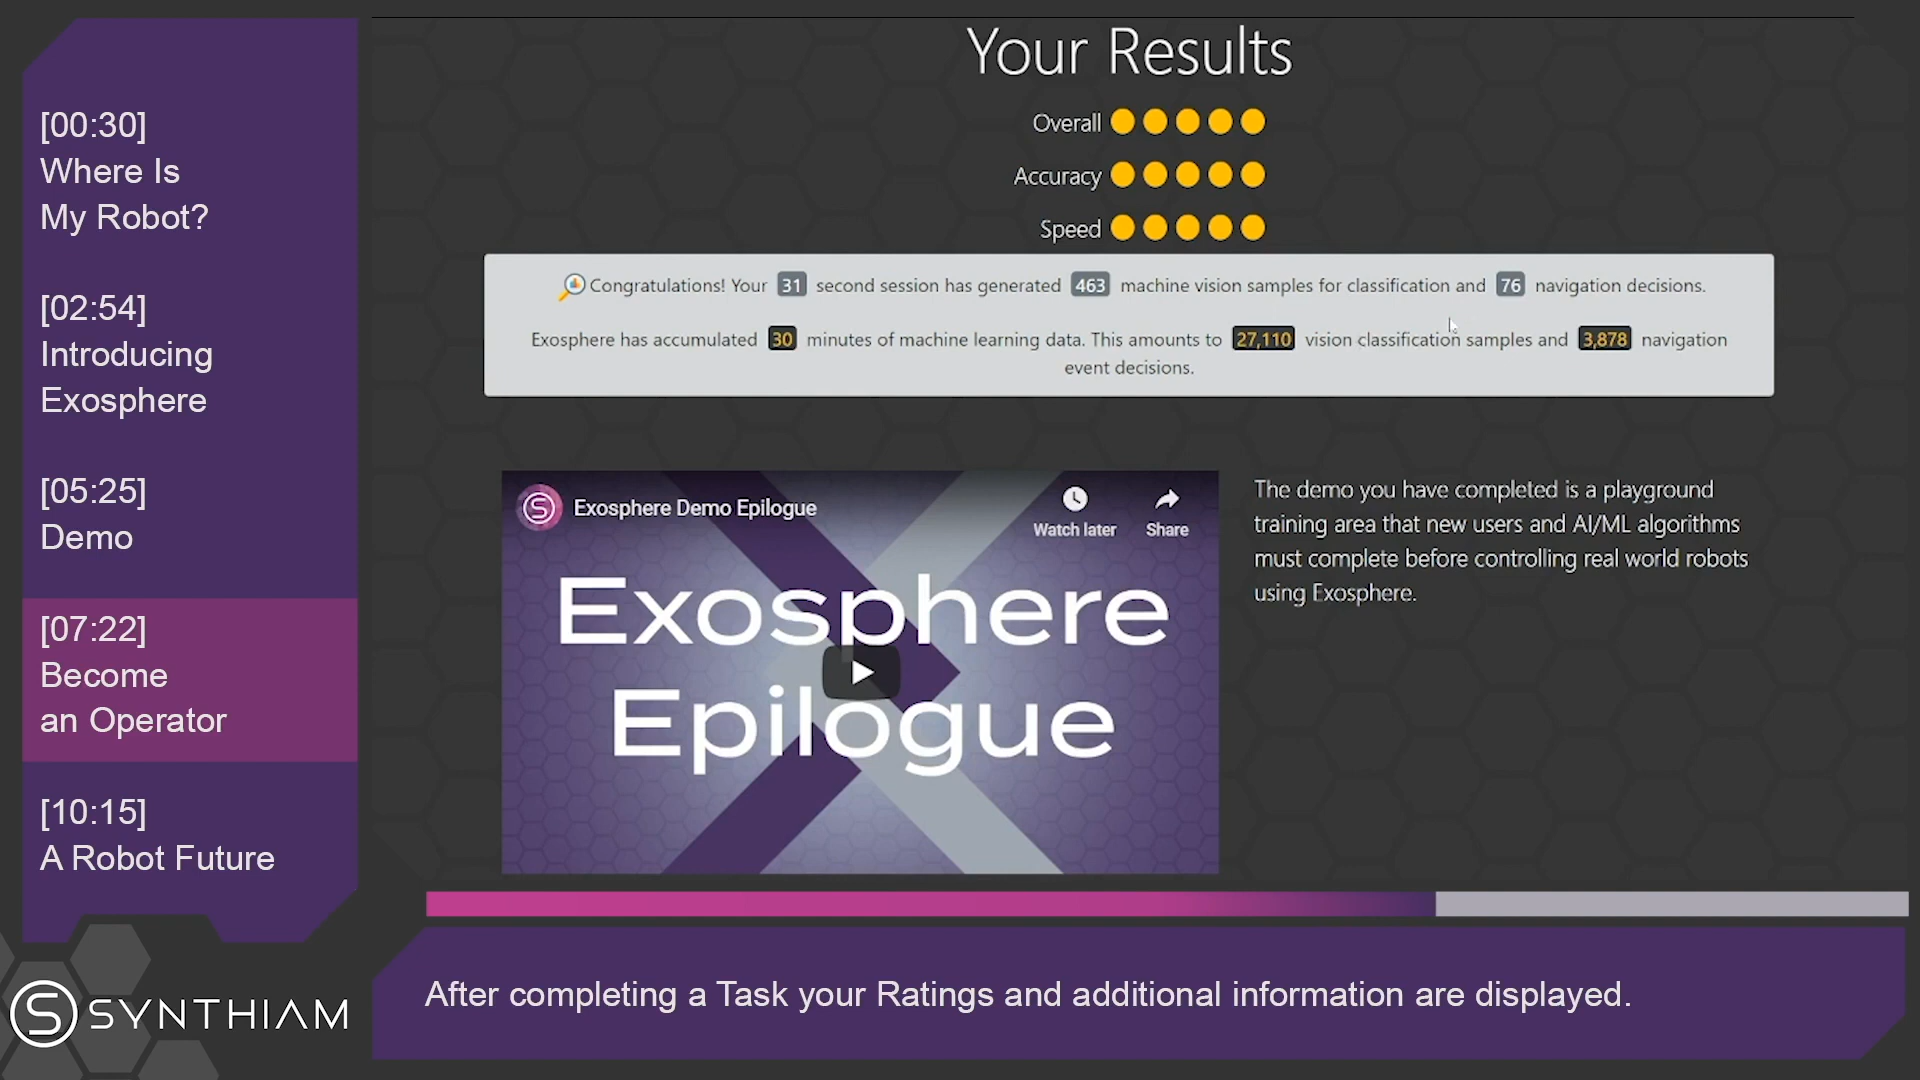 [00:30]
Where Is
My Robot?
[02:54]
Introducing
Exosphere
[05:25]
Demo
[07:22]
Become
an Operator
[10:15]
A Robot Future
SYNTHIAM
Your Results
Overall
Accuracy
Speed
Congratulations! Your 31 second session has generated 463 machine vision samples for classification and 76 navigation decisions.
Exosphere has accumulated 30 minutes of machine learning data. This amounts to 27,110 vision classification samples and 3,878 navigation
event decisions.
Exosphere Demo Epilogue
Watch later
Share
Exosphere
Epilogue
The demo you have completed is a playground
training area that new users and AI/ML algorithms
must complete before controlling real world robots
using Exosphere.
After completing a Task your Ratings and additional information are displayed.